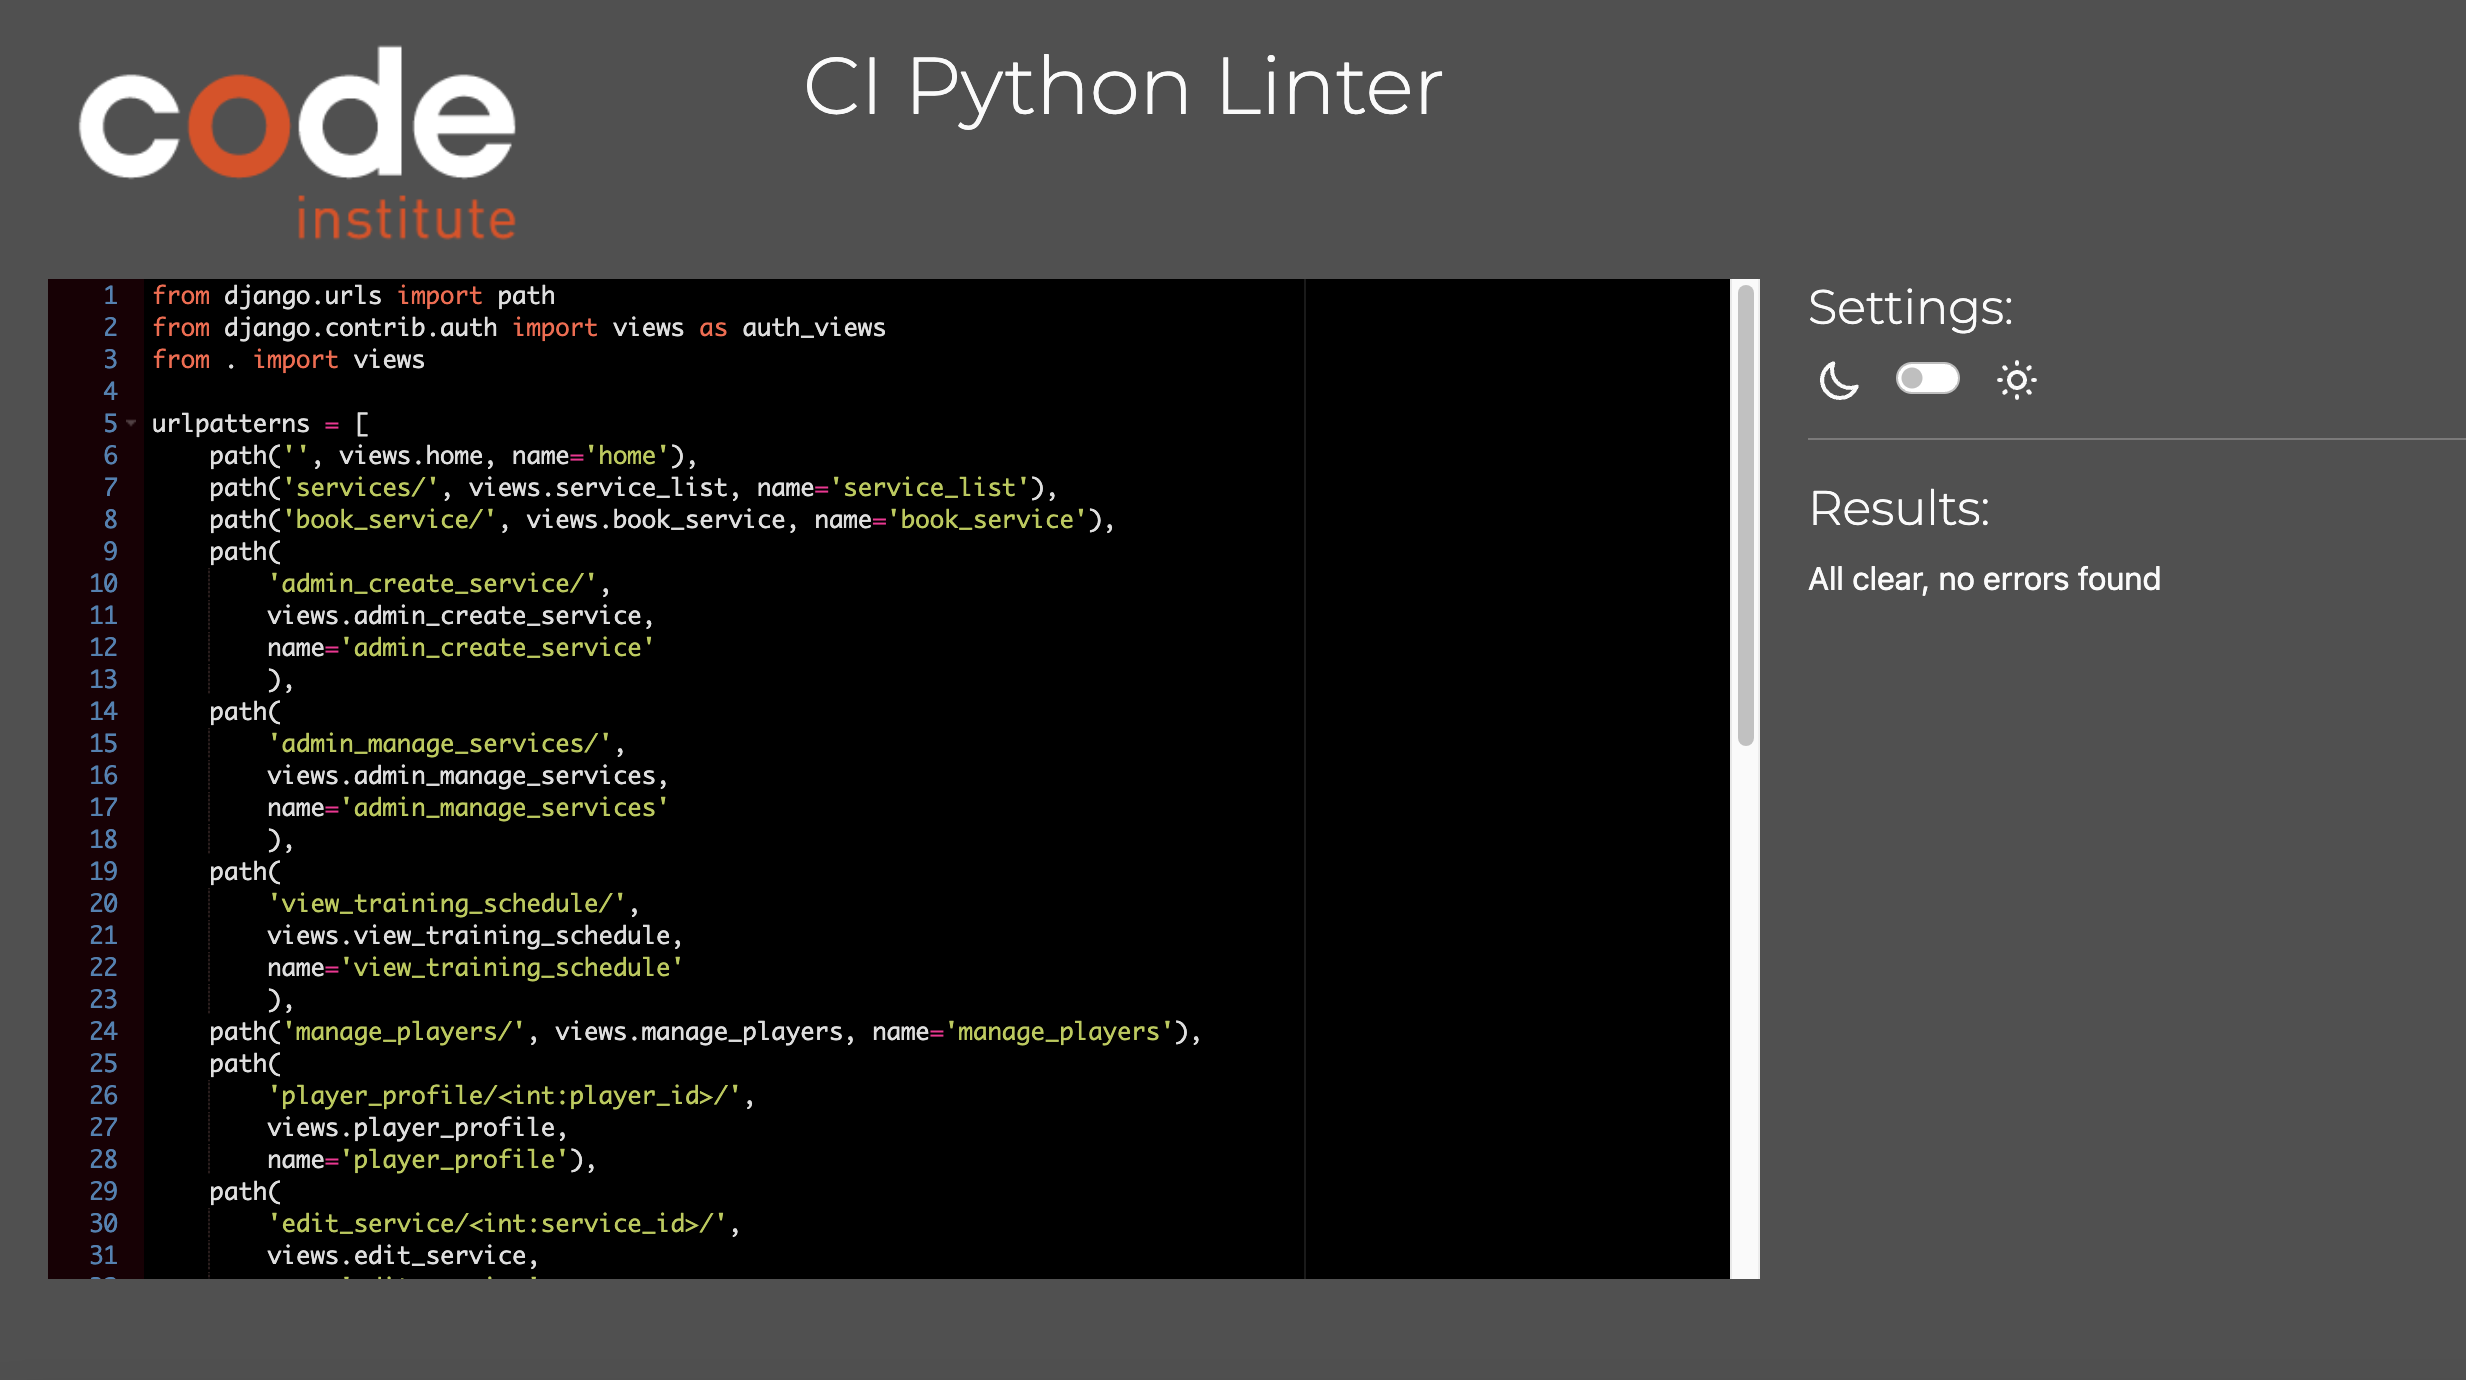 code
institute
CI Python Linter
1 from django.urls import path
2 from django.contrib.auth import views as auth_views
3 from . import views
4
5 urlpatterns = [
6     path('', views.home, name='home'),
7     path('services/', views.service_list, name='service_list'),
8     path('book_service/', views.book_service, name='book_service'),
9     path(
10         'admin_create_service/',
11         views.admin_create_service,
12         name='admin_create_service'
13         ),
14     path(
15         'admin_manage_services/',
16         views.admin_manage_services,
17         name='admin_manage_services'
18         ),
19     path(
20         'view_training_schedule/',
21         views.view_training_schedule,
22         name='view_training_schedule'
23         ),
24     path('manage_players/', views.manage_players, name='manage_players'),
25     path(
26         'player_profile/<int:player_id>/',
27         views.player_profile,
28         name='player_profile'),
29     path(
30         'edit_service/<int:service_id>/',
31         views.edit_service,
Settings:
Results:
All clear, no errors found